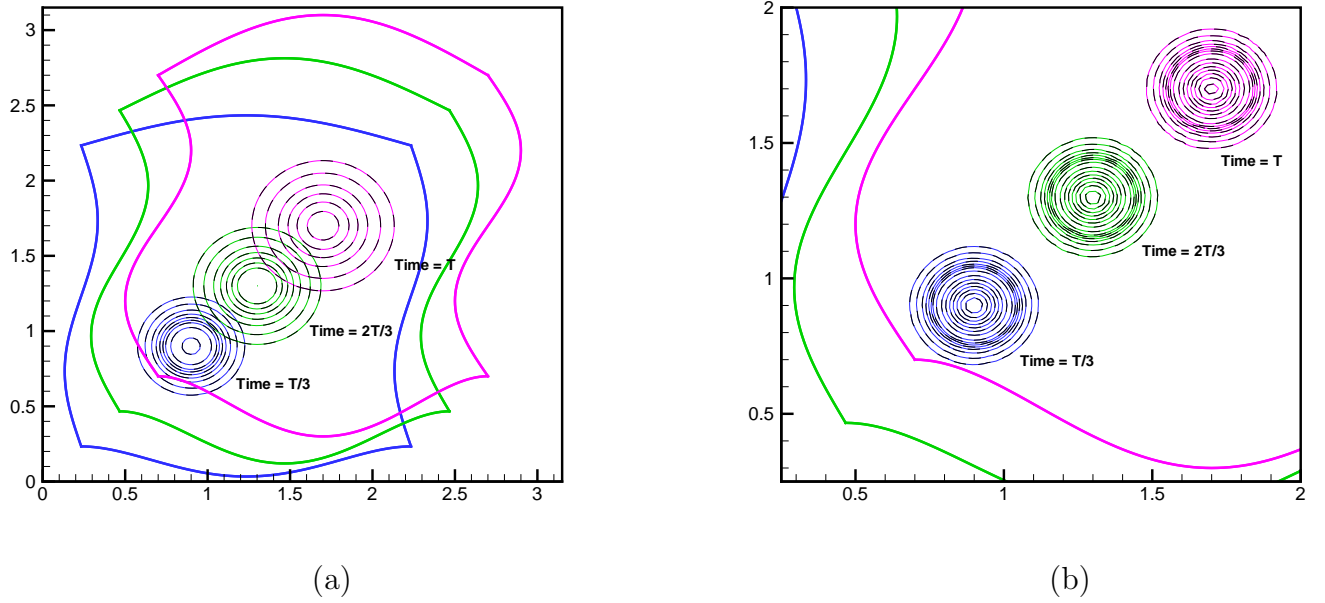 3
2.5
2
1.5
1
0.5
0
0 0.5 1 1.5 2 2.5 3
Time = T
Time = 2T/3
Time = T/3
(a)
2
1.5
1
0.5
0.5 1 1.5 2
Time = T
Time = 2T/3
Time = T/3
(b)